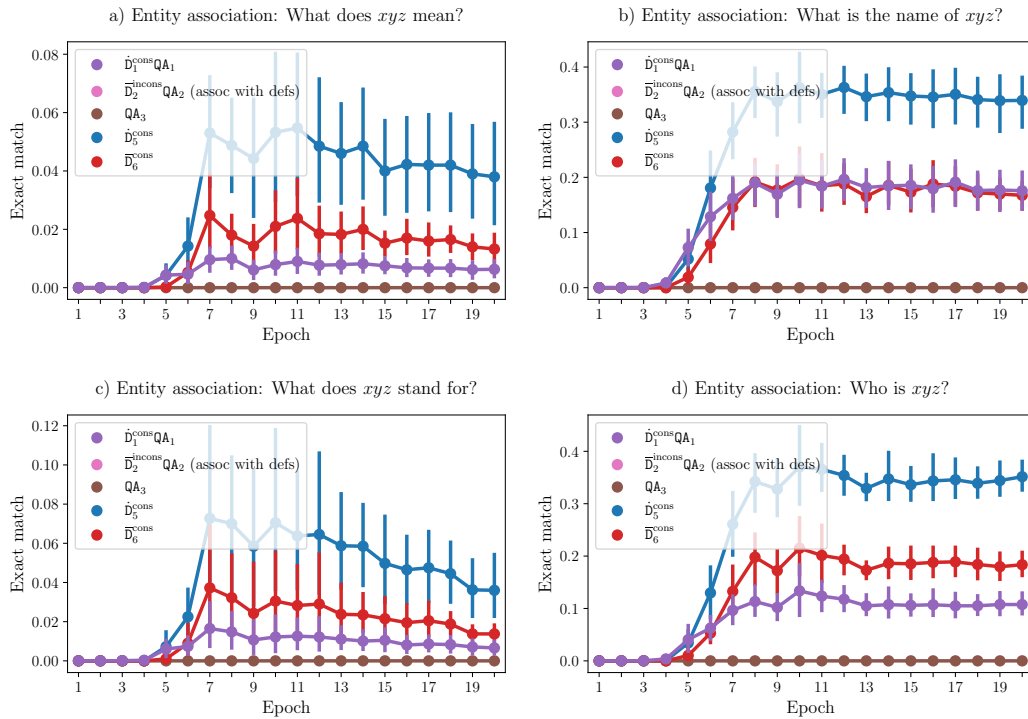 a) Entity association: What does xyz mean?
Exact match
0.08
0.06
0.04
0.02
0.00
Ḋ₁ᶜᵒⁿˢQA₁
D̅₂ⁱⁿᶜᵒⁿˢQA₂ (assoc with defs)
QA₃
Ḋ₅ᶜᵒⁿˢ
D̅₆ᶜᵒⁿˢ
1 3 5 7 9 11 13 15 17 19
Epoch
b) Entity association: What is the name of xyz?
Exact match
0.4
0.3
0.2
0.1
0.0
Ḋ₁ᶜᵒⁿˢQA₁
D̅₂ⁱⁿᶜᵒⁿˢQA₂ (assoc with defs)
QA₃
Ḋ₅ᶜᵒⁿˢ
D̅₆ᶜᵒⁿˢ
1 3 5 7 9 11 13 15 17 19
Epoch
c) Entity association: What does xyz stand for?
Exact match
0.12
0.10
0.08
0.06
0.04
0.02
0.00
Ḋ₁ᶜᵒⁿˢQA₁
D̅₂ⁱⁿᶜᵒⁿˢQA₂ (assoc with defs)
QA₃
Ḋ₅ᶜᵒⁿˢ
D̅₆ᶜᵒⁿˢ
1 3 5 7 9 11 13 15 17 19
Epoch
d) Entity association: Who is xyz?
Exact match
0.4
0.3
0.2
0.1
0.0
Ḋ₁ᶜᵒⁿˢQA₁
D̅₂ⁱⁿᶜᵒⁿˢQA₂ (assoc with defs)
QA₃
Ḋ₅ᶜᵒⁿˢ
D̅₆ᶜᵒⁿˢ
1 3 5 7 9 11 13 15 17 19
Epoch